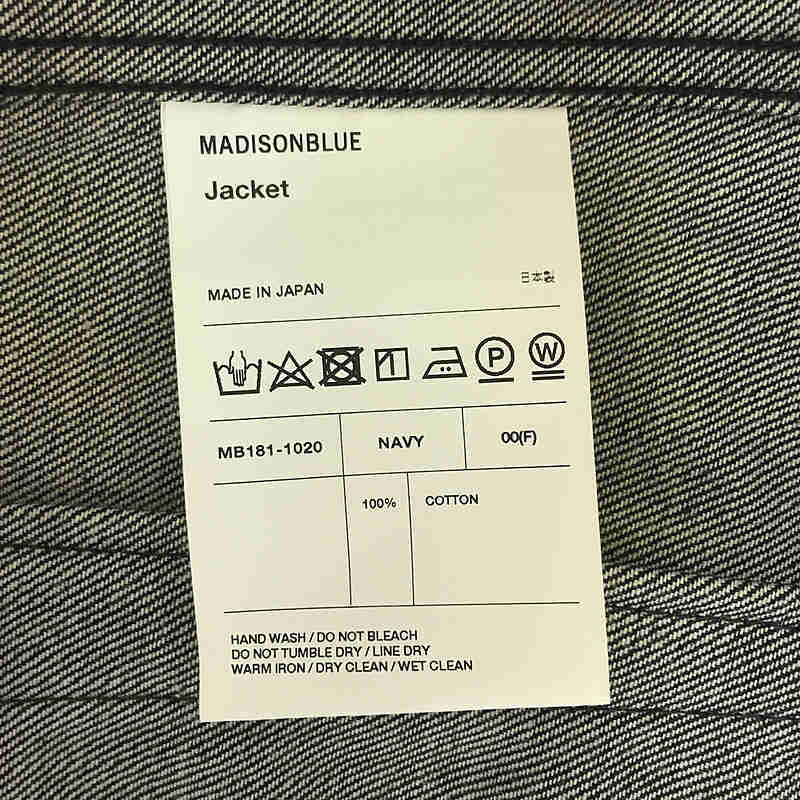 MADISONBLUE
Jacket
MADE IN JAPAN
日本製
P
W
MB181-1020
NAVY
00(F)
100%
COTTON
HAND WASH / DO NOT BLEACH
DO NOT TUMBLE DRY / LINE DRY
WARM IRON / DRY CLEAN / WET CLEAN